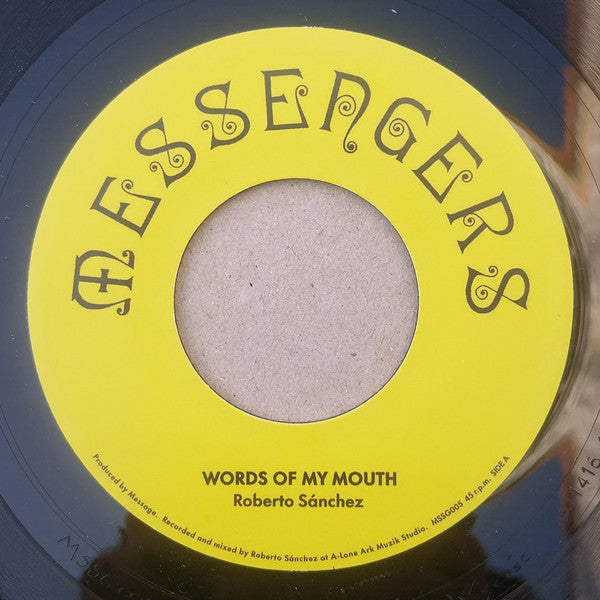 MESSENGERS
WORDS OF MY MOUTH
Roberto Sánchez
Produced by Message. Recorded and mixed by Roberto Sánchez at A-Lone Ark Muzik Studio. MSSG005 45 r.p.m. SIDE A